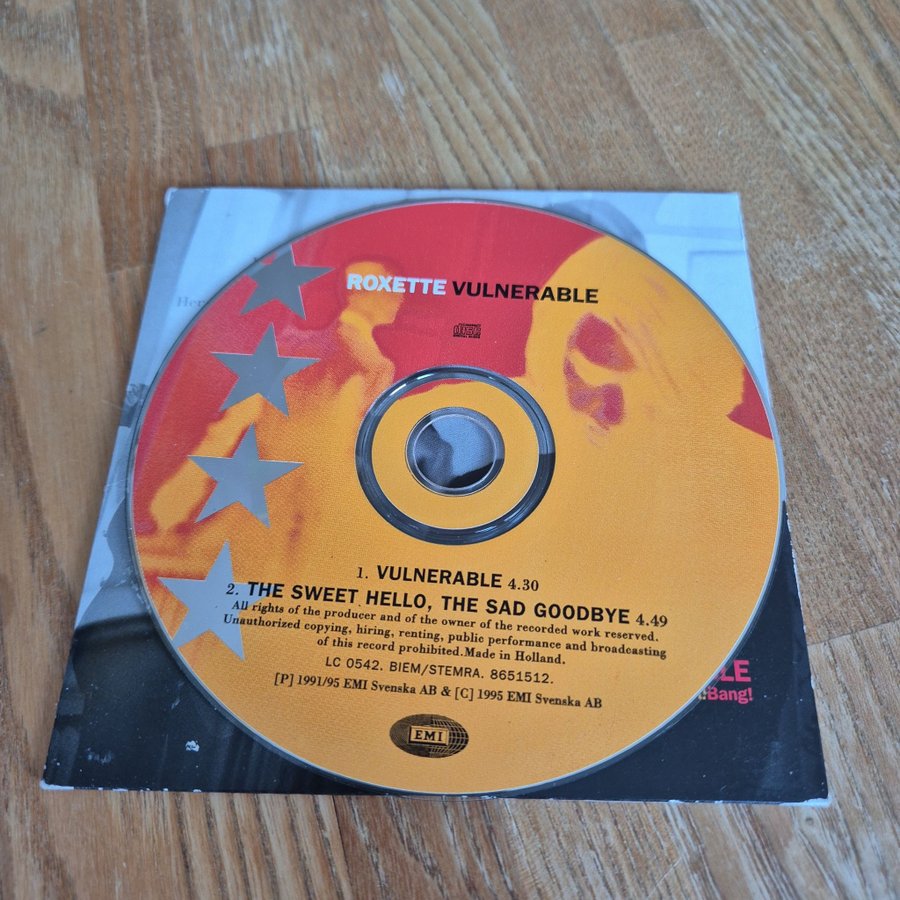 ROXETTE VULNERABLE
Her
1. VULNERABLE 4.30
2. THE SWEET HELLO, THE SAD GOODBYE 4.49
All rights of the producer and of the owner of the recorded work reserved.
Unauthorized copying, hiring, renting, public performance and broadcasting
of this record prohibited.Made in Holland.
LC 0542. BIEM/STEMRA. 8651512.
[P] 1991/95 EMI Svenska AB & [C] 1995 EMI Svenska AB
LE
Bang!
EMI